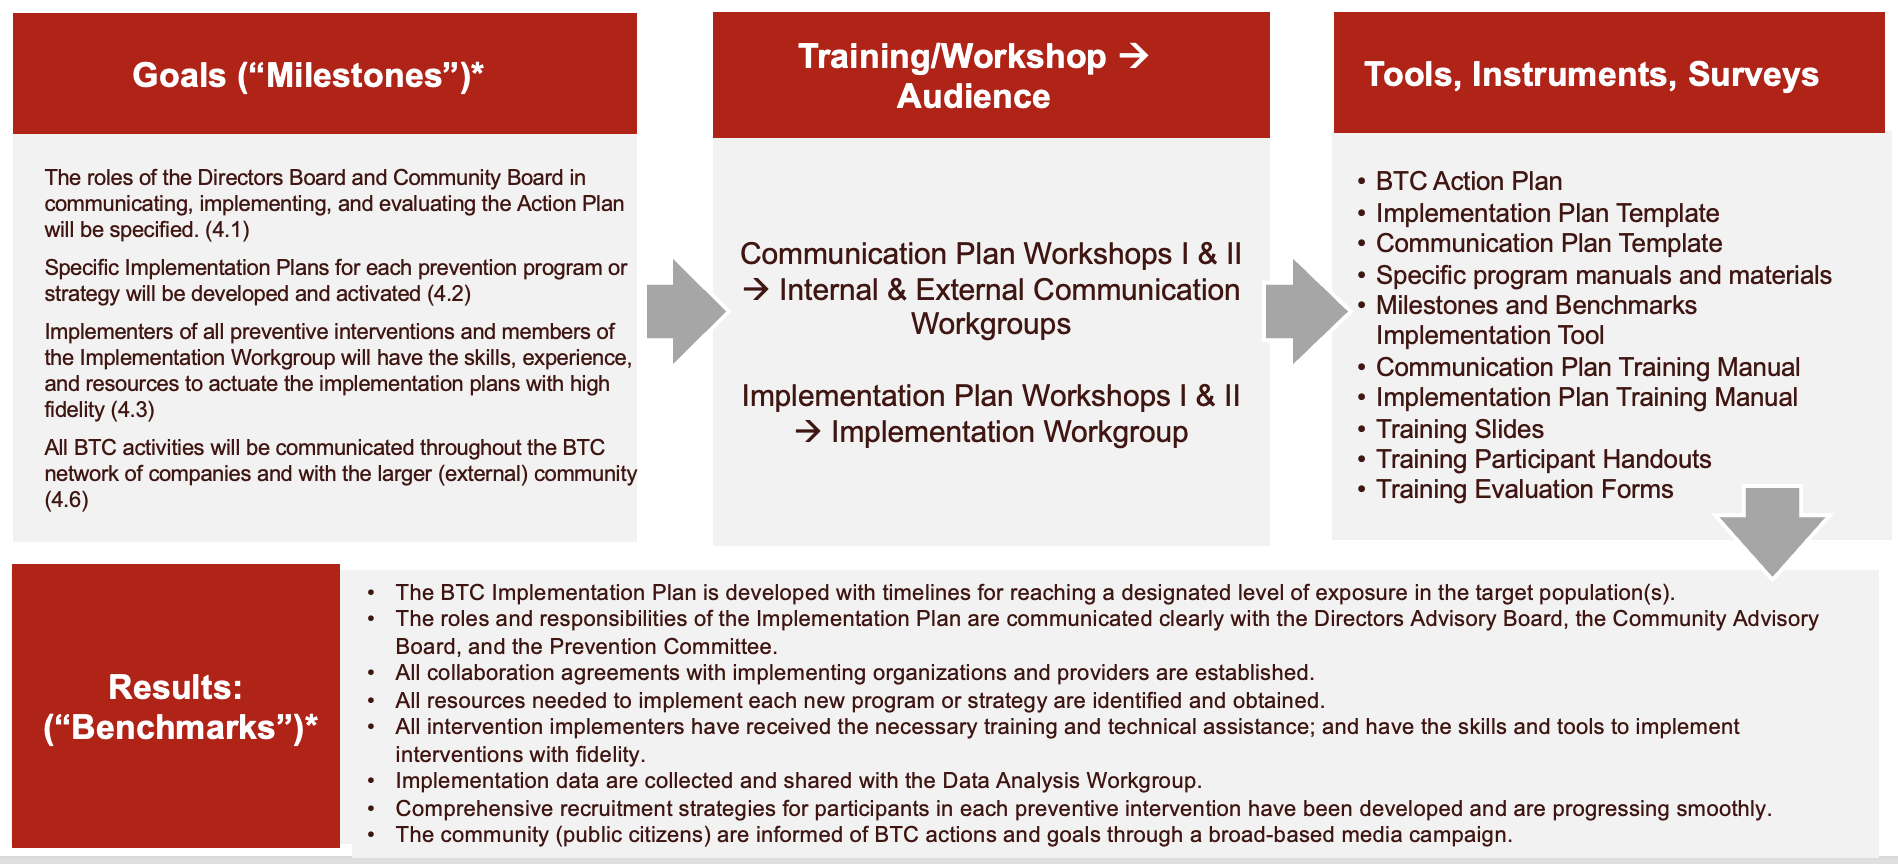 Goals (“Milestones”)*
The roles of the Directors Board and Community Board in
communicating, implementing, and evaluating the Action Plan
will be specified. (4.1)
Specific Implementation Plans for each prevention program or
strategy will be developed and activated (4.2)
Implementers of all preventive interventions and members of
the Implementation Workgroup will have the skills, experience,
and resources to actuate the implementation plans with high
fidelity (4.3)
All BTC activities will be communicated throughout the BTC
network of companies and with the larger (external) community
(4.6)
Training/Workshop →
Audience
Communication Plan Workshops I & II
→ Internal & External Communication
Workgroups
Implementation Plan Workshops I & II
→ Implementation Workgroup
Tools, Instruments, Surveys
• BTC Action Plan
• Implementation Plan Template
• Communication Plan Template
• Specific program manuals and materials
• Milestones and Benchmarks
Implementation Tool
• Communication Plan Training Manual
• Implementation Plan Training Manual
• Training Slides
• Training Participant Handouts
• Training Evaluation Forms
Results:
(“Benchmarks”)*
• The BTC Implementation Plan is developed with timelines for reaching a designated level of exposure in the target population(s).
• The roles and responsibilities of the Implementation Plan are communicated clearly with the Directors Advisory Board, the Community Advisory
Board, and the Prevention Committee.
• All collaboration agreements with implementing organizations and providers are established.
• All resources needed to implement each new program or strategy are identified and obtained.
• All intervention implementers have received the necessary training and technical assistance; and have the skills and tools to implement
interventions with fidelity.
• Implementation data are collected and shared with the Data Analysis Workgroup.
• Comprehensive recruitment strategies for participants in each preventive intervention have been developed and are progressing smoothly.
• The community (public citizens) are informed of BTC actions and goals through a broad-based media campaign.